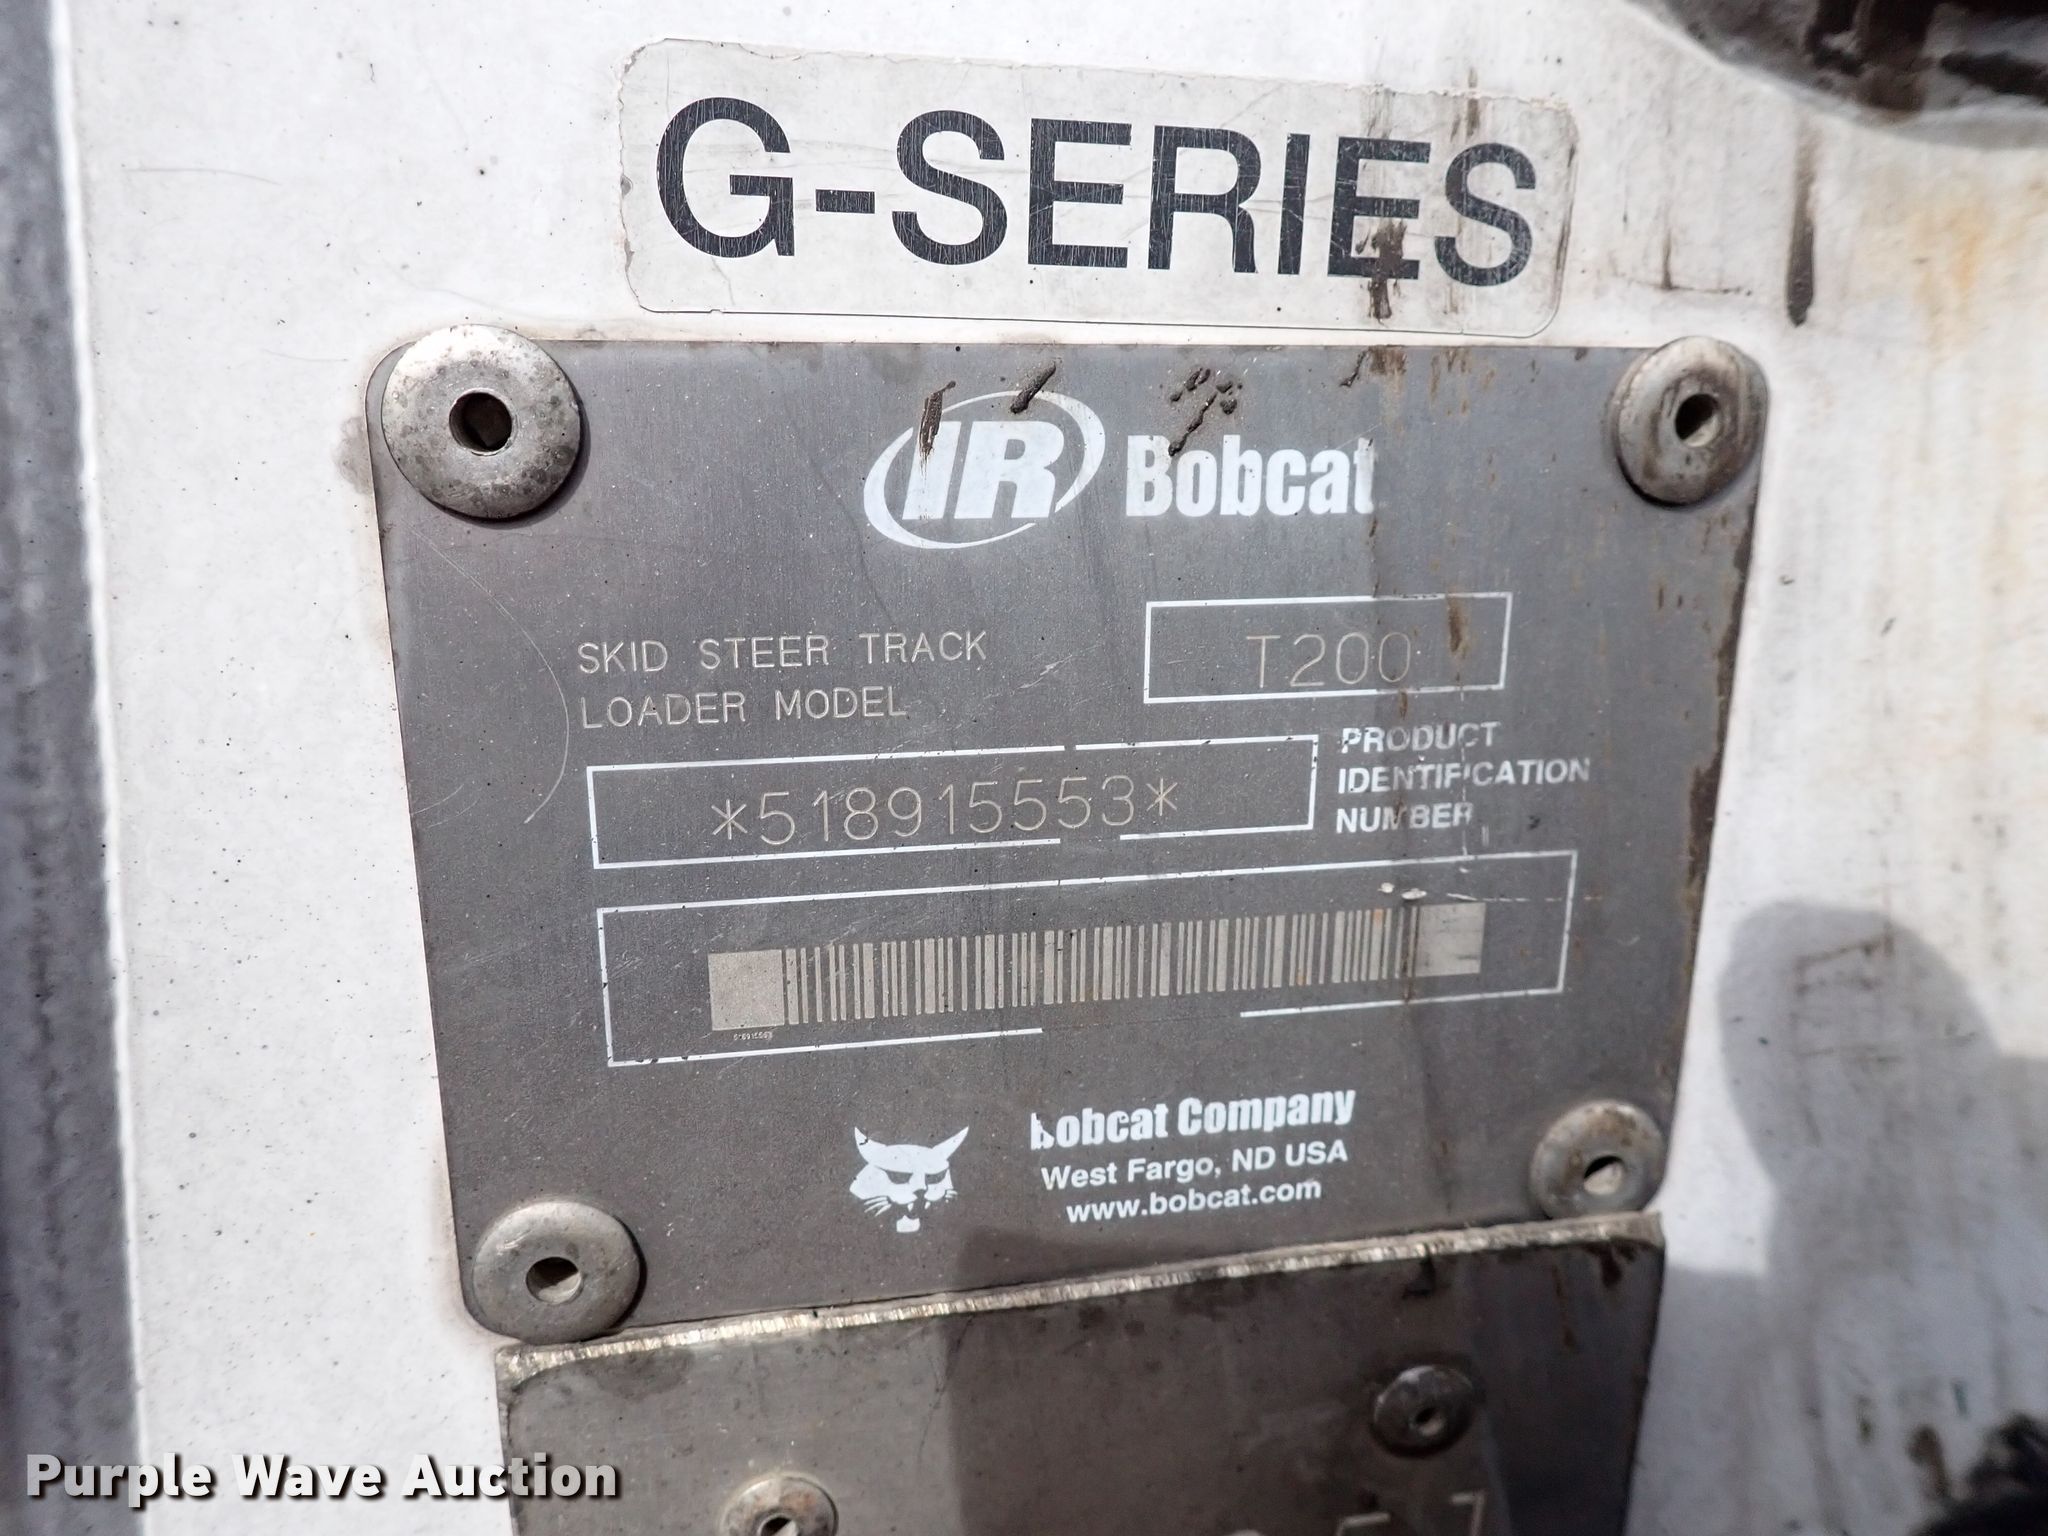 G-SERIES
IR Bobcat
SKID STEER TRACK
LOADER MODEL
T200
*518915553*
PRODUCT
IDENTIFICATION
NUMBER
Bobcat Company
West Fargo, ND USA
www.bobcat.com
Purple Wave Auction